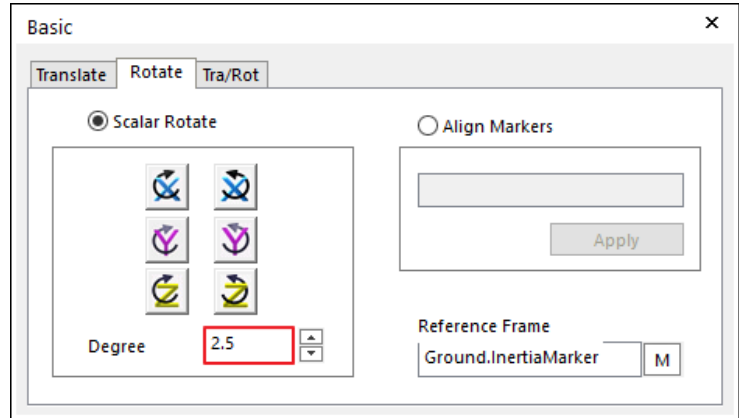 Basic
Translate Rotate Tra/Rot
Scalar Rotate
Align Markers
X X
Y Y
Z Z
Apply
Degree 2.5
Reference Frame
Ground.InertiaMarker M